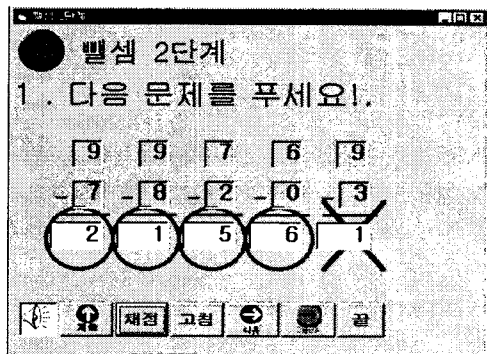 뺄셈 2단계
1 . 다음 문제를 푸세요!.
9 9 7 6 9
-7 -8 -2 -0 -3
2 1 5 6 1
채점 고침 끝